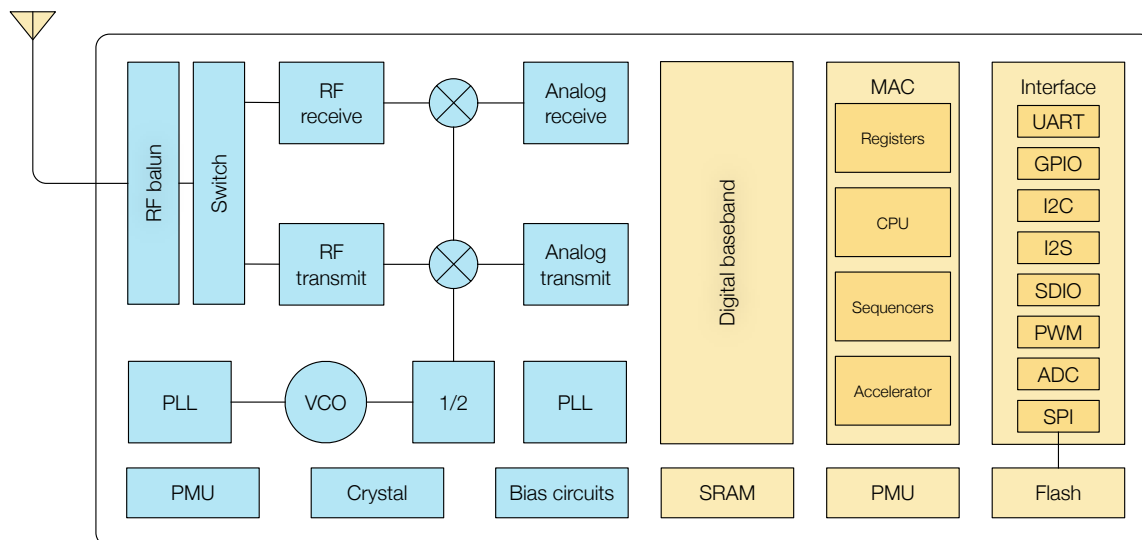 RF balun
Switch
RF
receive
Analog
receive
RF
transmit
Analog
transmit
PLL
VCO
1/2
PLL
PMU
Crystal
Bias circuits
Digital baseband
SRAM
MAC
Registers
CPU
Sequencers
Accelerator
PMU
Interface
UART
GPIO
I2C
I2S
SDIO
PWM
ADC
SPI
Flash